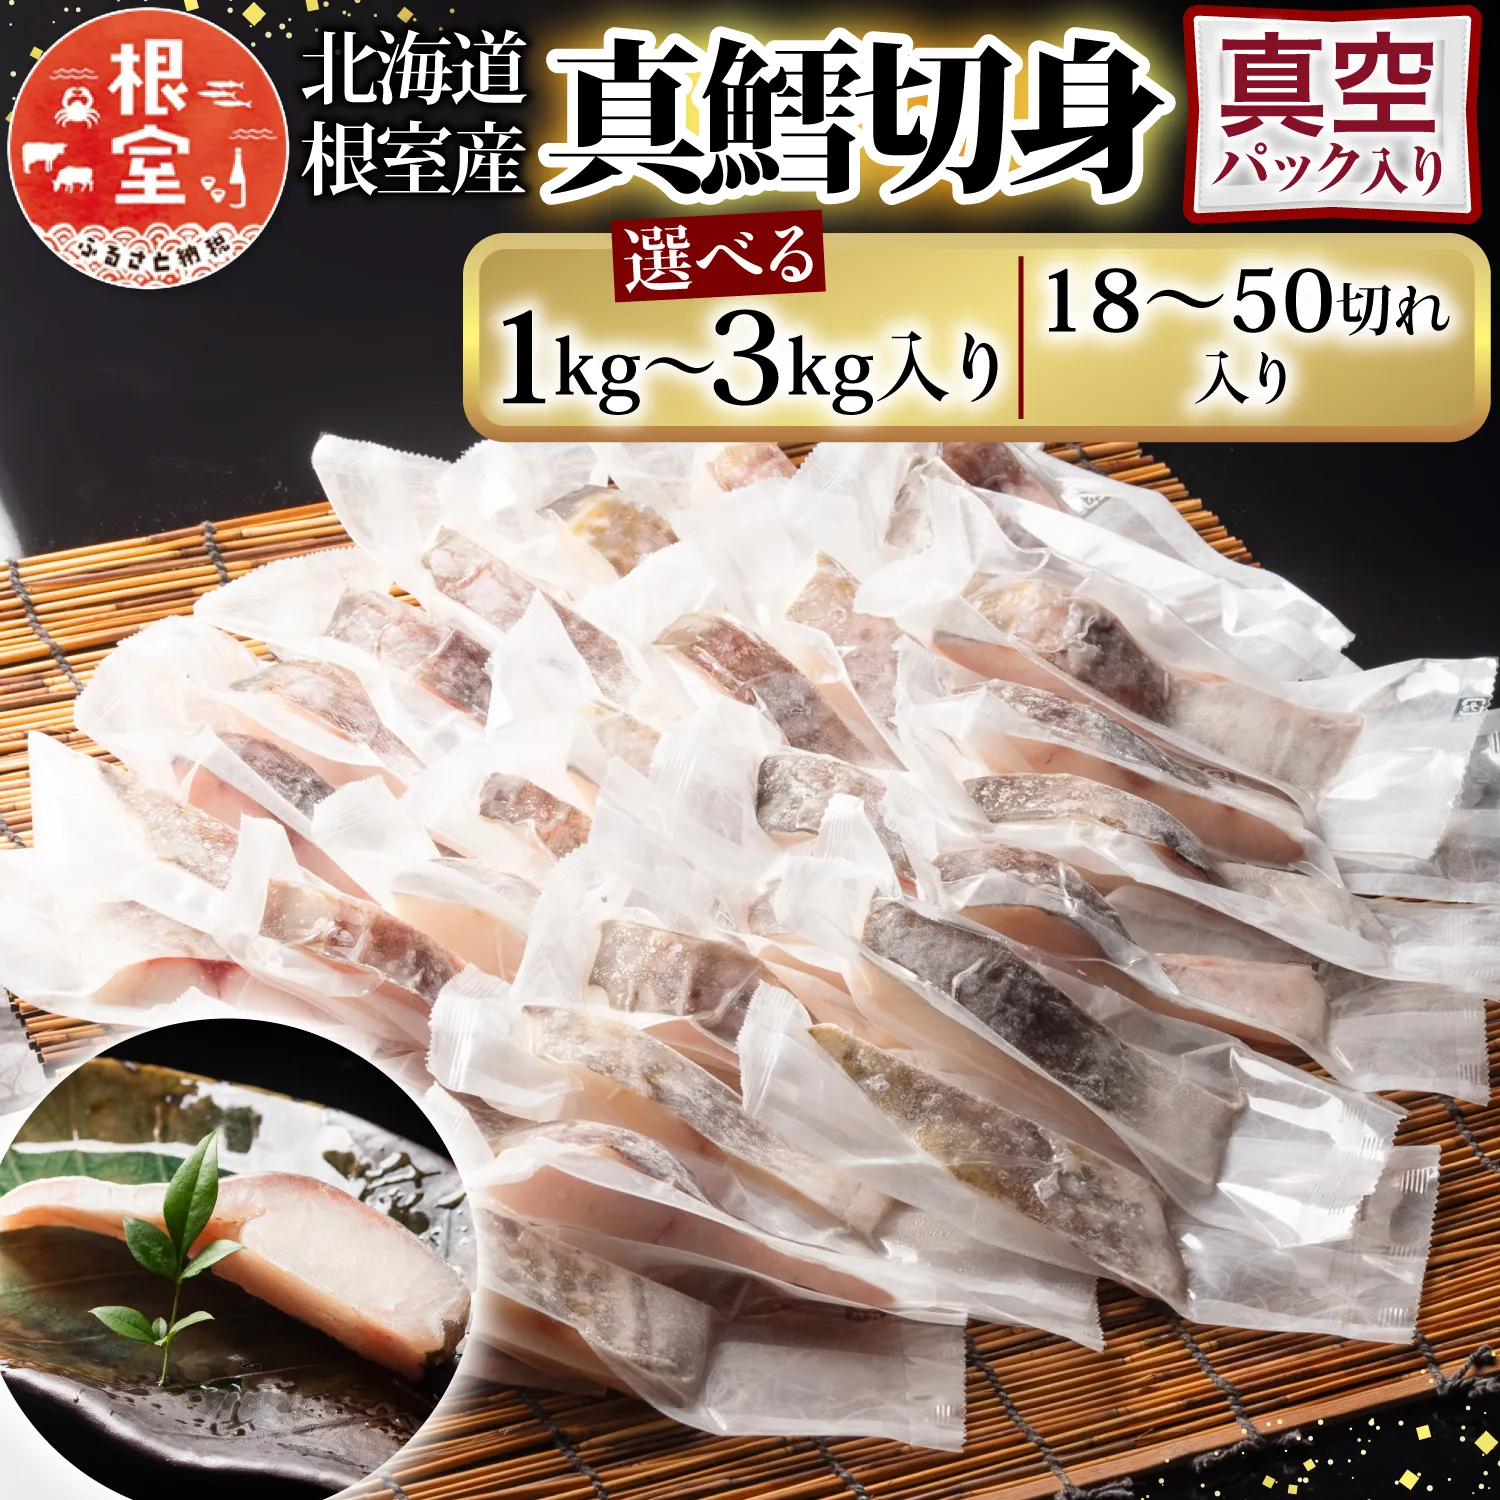 根室
ふるさと納税
北海道
根室産
真鱈切身
真空
パック入り
選べる
1kg～3kg入り
18～50切れ
入り